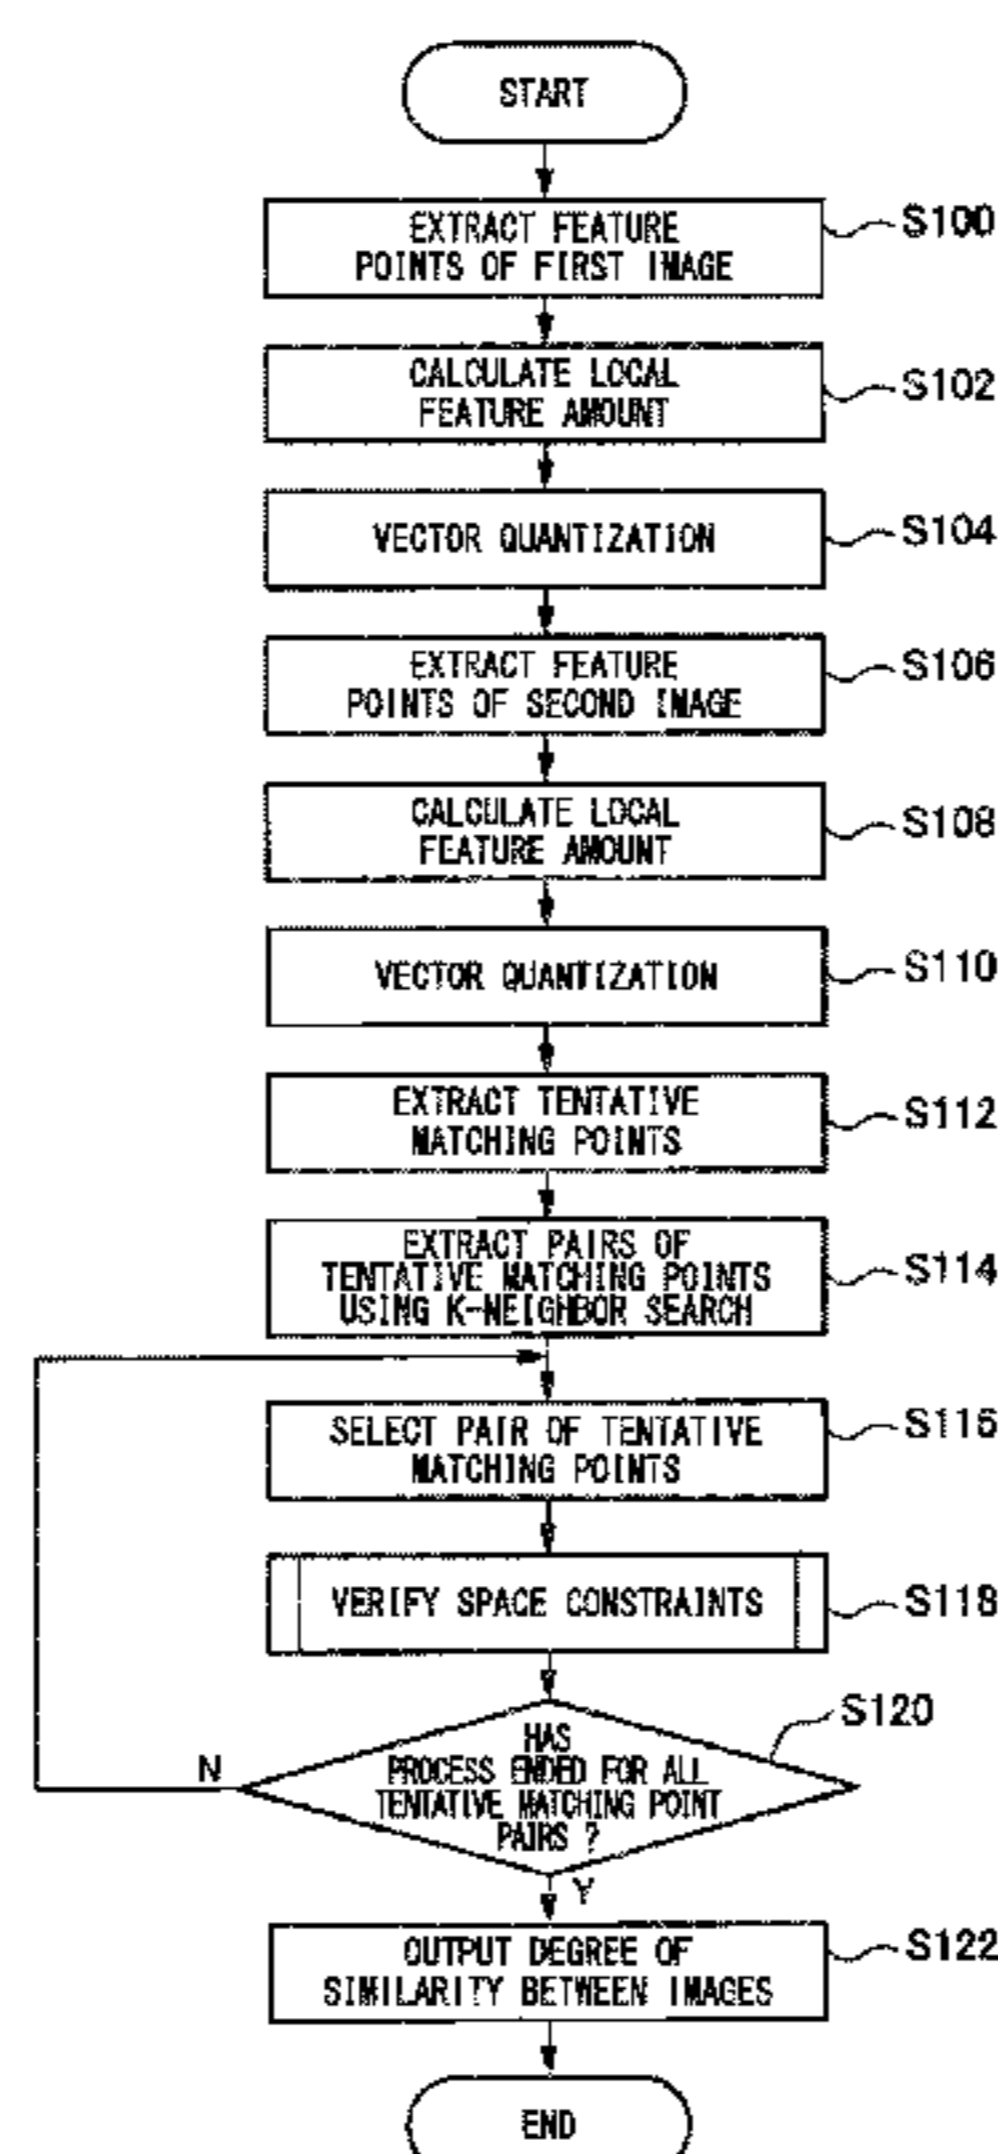 START
EXTRACT FEATURE
POINTS OF FIRST IMAGE
S100
CALCULATE LOCAL
FEATURE AMOUNT
S102
VECTOR QUANTIZATION
S104
EXTRACT FEATURE
POINTS OF SECOND IMAGE
S106
CALCULATE LOCAL
FEATURE AMOUNT
S108
VECTOR QUANTIZATION
S110
EXTRACT TENTATIVE
MATCHING POINTS
S112
EXTRACT PAIRS OF
TENTATIVE MATCHING POINTS
USING K-NEIGHBOR SEARCH
S114
SELECT PAIR OF TENTATIVE
MATCHING POINTS
S116
VERIFY SPACE CONSTRAINTS
S118
S120
HAS
PROCESS ENDED FOR ALL
TENTATIVE MATCHING POINT
PAIRS ?
N
Y
OUTPUT DEGREE OF
SIMILARITY BETWEEN IMAGES
S122
END